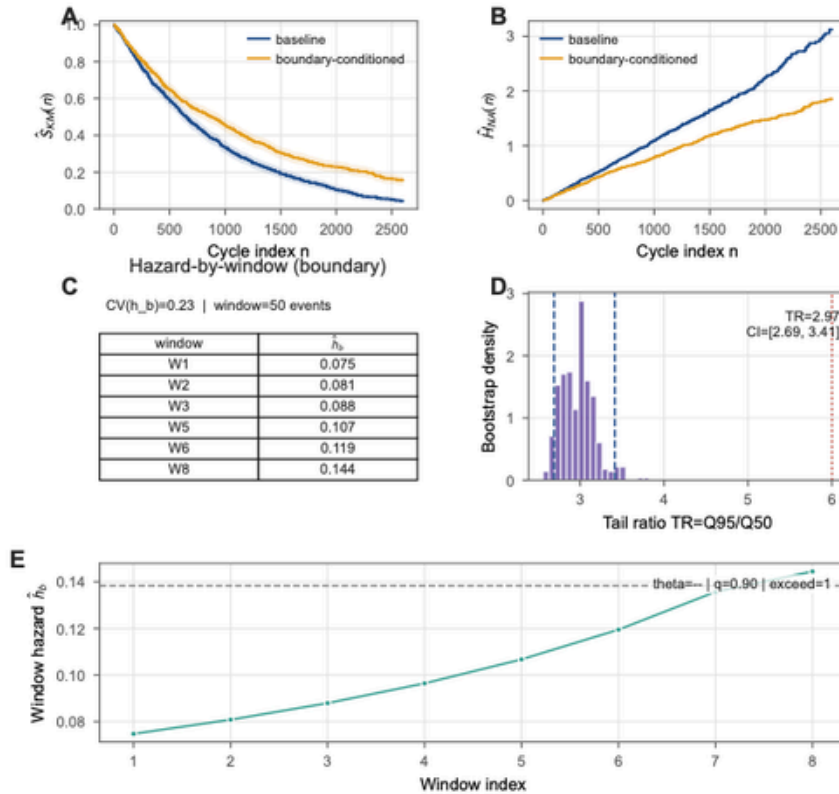 A
1.0
0.8
0.6
0.4
0.2
0.0
Ŝ_KM(n)
baseline
boundary-conditioned
0 500 1000 1500 2000 2500
Cycle index n
B
3
2
1
0
Ĥ_NA(n)
baseline
boundary-conditioned
0 500 1000 1500 2000 2500
Cycle index n
Hazard-by-window (boundary)
C
CV(h_b)=0.23 | window=50 events
window ĥ_b
W1 0.075
W2 0.081
W3 0.088
W5 0.107
W6 0.119
W8 0.144
D
3
2
1
0
Bootstrap density
TR=2.97
CI=[2.69, 3.41]
3 4 5 6
Tail ratio TR=Q95/Q50
E
0.14
0.12
0.10
0.08
Window hazard ĥ_b
theta=-- | q=0.90 | exceed=1
1 2 3 4 5 6 7 8
Window index